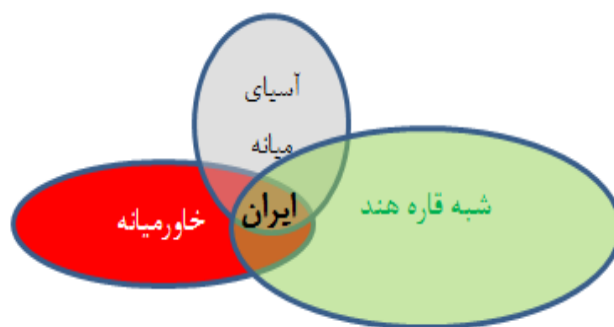 آسیای
میانه
شبه قاره هند
ایران
خاورمیانه